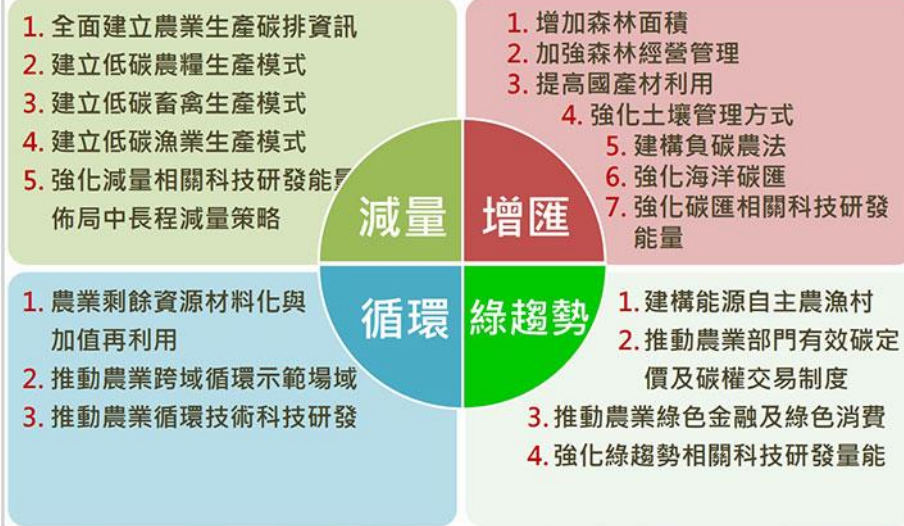 1. 全面建立農業生產碳排資訊
2. 建立低碳農糧生產模式
3. 建立低碳畜禽生產模式
4. 建立低碳漁業生產模式
5. 強化減量相關科技研發能量
佈局中長程減量策略
減量
1. 增加森林面積
2. 加強森林經營管理
3. 提高國產材利用
4. 強化土壤管理方式
5. 建構負碳農法
6. 強化海洋碳匯
7. 強化碳匯相關科技研發
能量
增匯
1. 農業剩餘資源材料化與
加值再利用
2. 推動農業跨域循環示範場域
3. 推動農業循環技術科技研發
循環
1. 建構能源自主農漁村
2. 推動農業部門有效碳定
價及碳權交易制度
3. 推動農業綠色金融及綠色消費
4. 強化綠趨勢相關科技研發量能
綠趨勢